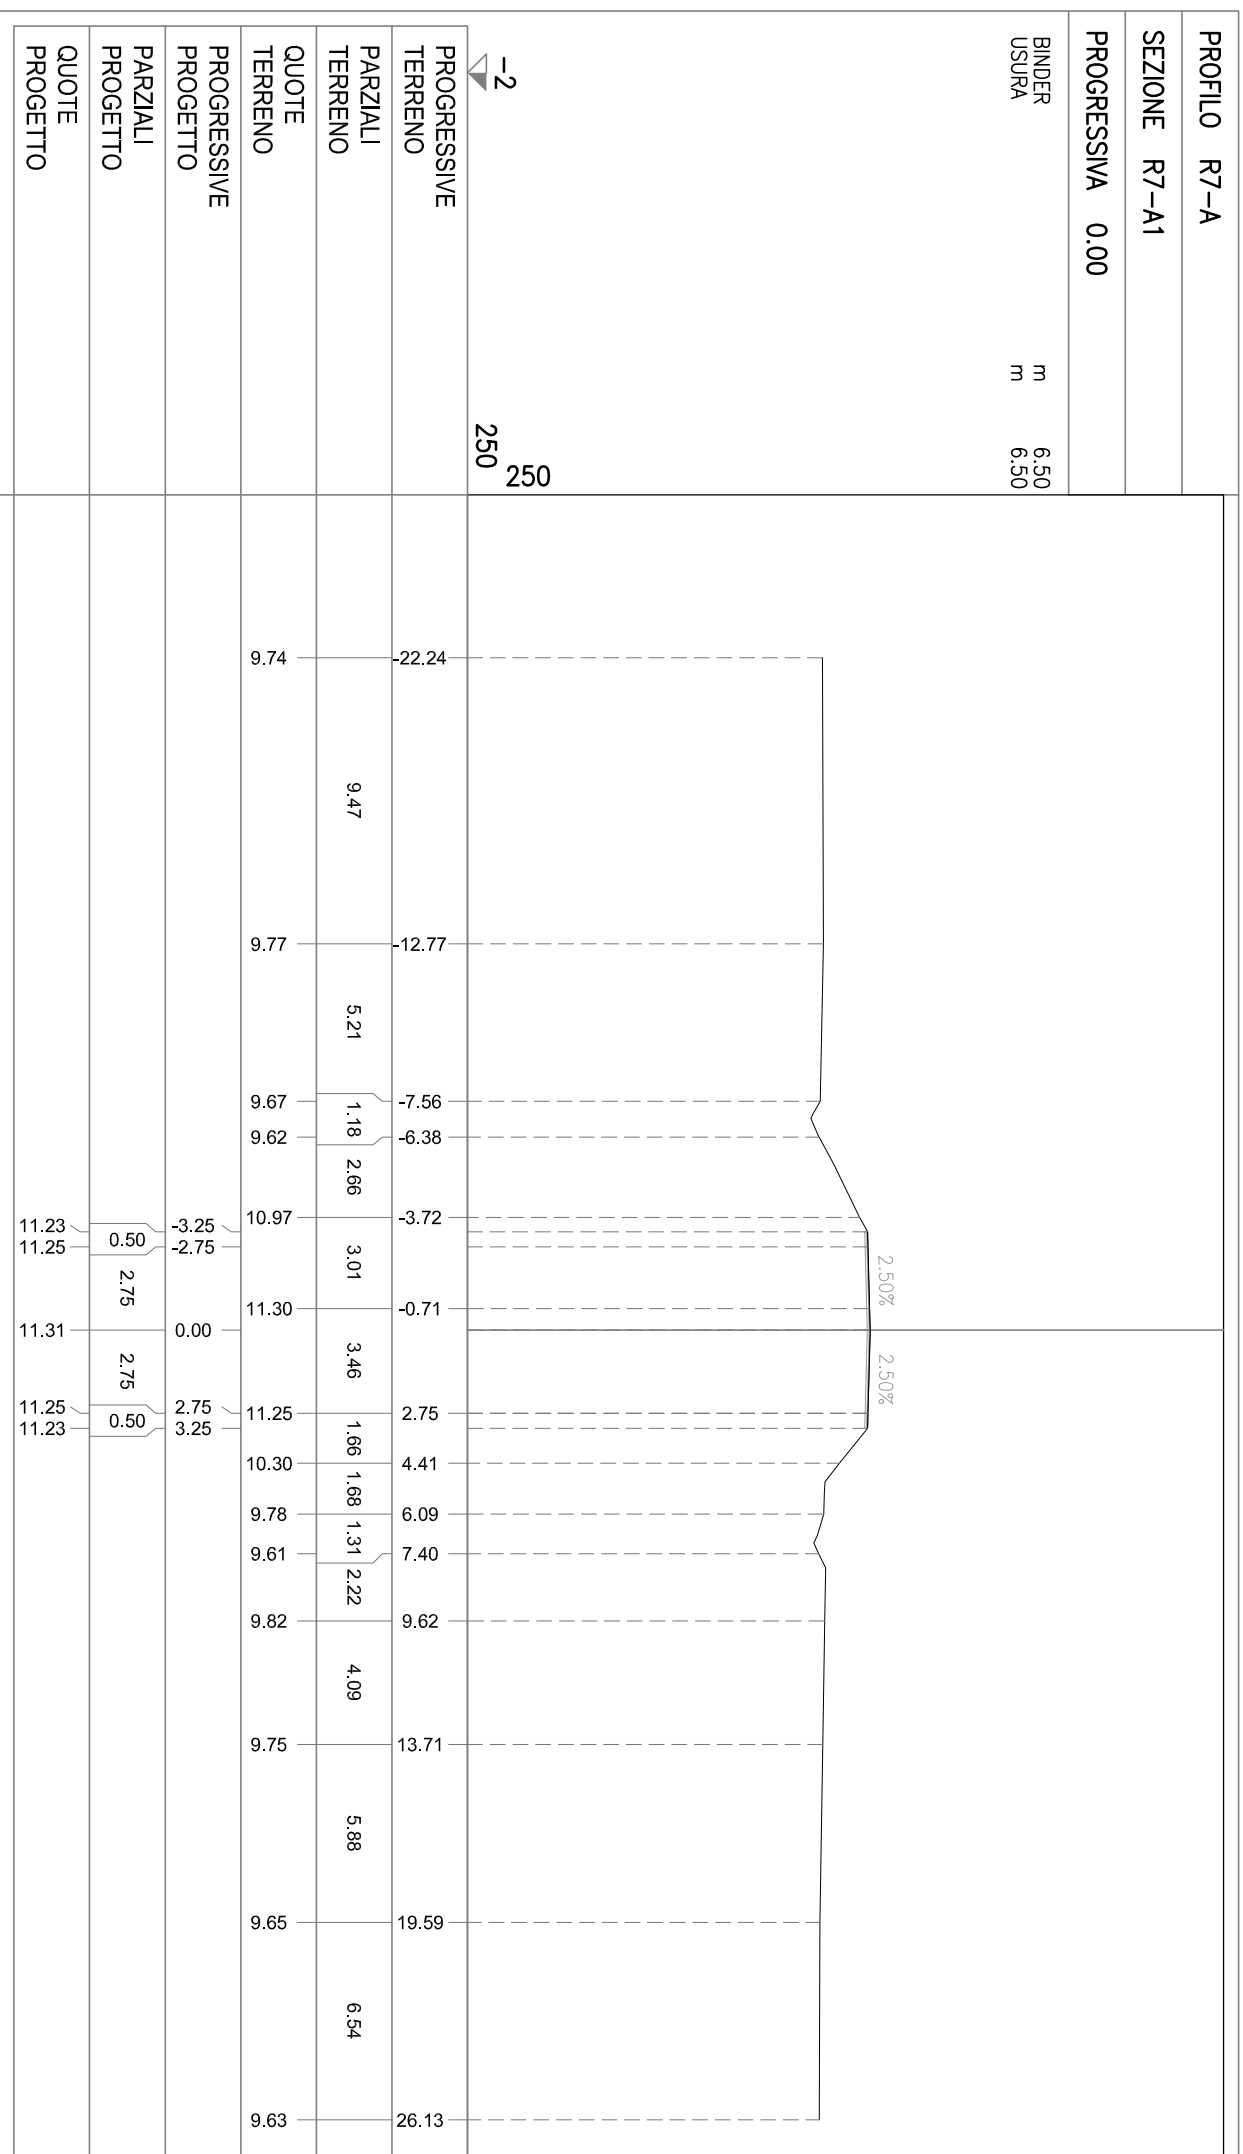 PROFILO R7-A
SEZIONE R7-A1
PROGRESSIVA 0.00
BINDER m 6.50
USURA m 6.50
2.50% 2.50%
250
250
-2
PROGRESSIVE
TERRENO
-22.24 -12.77 -7.56 -6.38 -3.72 -0.71 2.75 4.41 6.09 7.40 9.62 13.71 19.59 26.13
PARZIALI
TERRENO
9.47 5.21 1.18 2.66 3.01 3.46 1.66 1.68 1.31 2.22 4.09 5.88 6.54
QUOTE
TERRENO
9.74 9.77 9.67 9.62 10.97 11.30 11.25 10.30 9.78 9.61 9.82 9.75 9.65 9.63
PROGRESSIVE
PROGETTO
-3.25 -2.75 0.00 2.75 3.25
PARZIALI
PROGETTO
0.50 2.75 2.75 0.50
QUOTE
PROGETTO
11.23 11.25 11.31 11.25 11.23